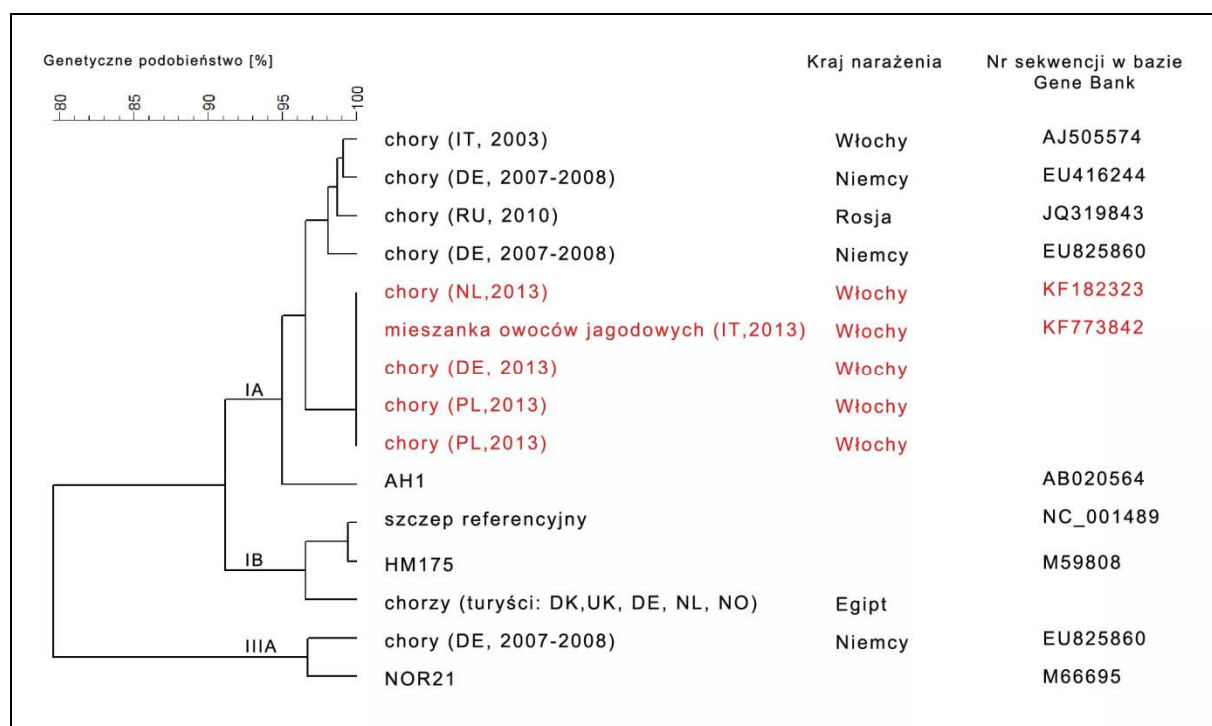 Genetyczne podobieństwo [%] Kraj narażenia Nr sekwencji w bazie
Gene Bank
80 85 90 95 100
chory (IT, 2003) Włochy AJ505574
chory (DE, 2007-2008) Niemcy EU416244
chory (RU, 2010) Rosja JQ319843
chory (DE, 2007-2008) Niemcy EU825860
chory (NL,2013) Włochy KF182323
mieszanka owoców jagodowych (IT,2013) Włochy KF773842
chory (DE, 2013) Włochy
IA chory (PL,2013) Włochy
chory (PL,2013) Włochy
AH1 AB020564
szczep referencyjny NC_001489
IB HM175 M59808
chorzy (turyści: DK,UK, DE, NL, NO) Egipt
IIIA chory (DE, 2007-2008) Niemcy EU825860
NOR21 M66695